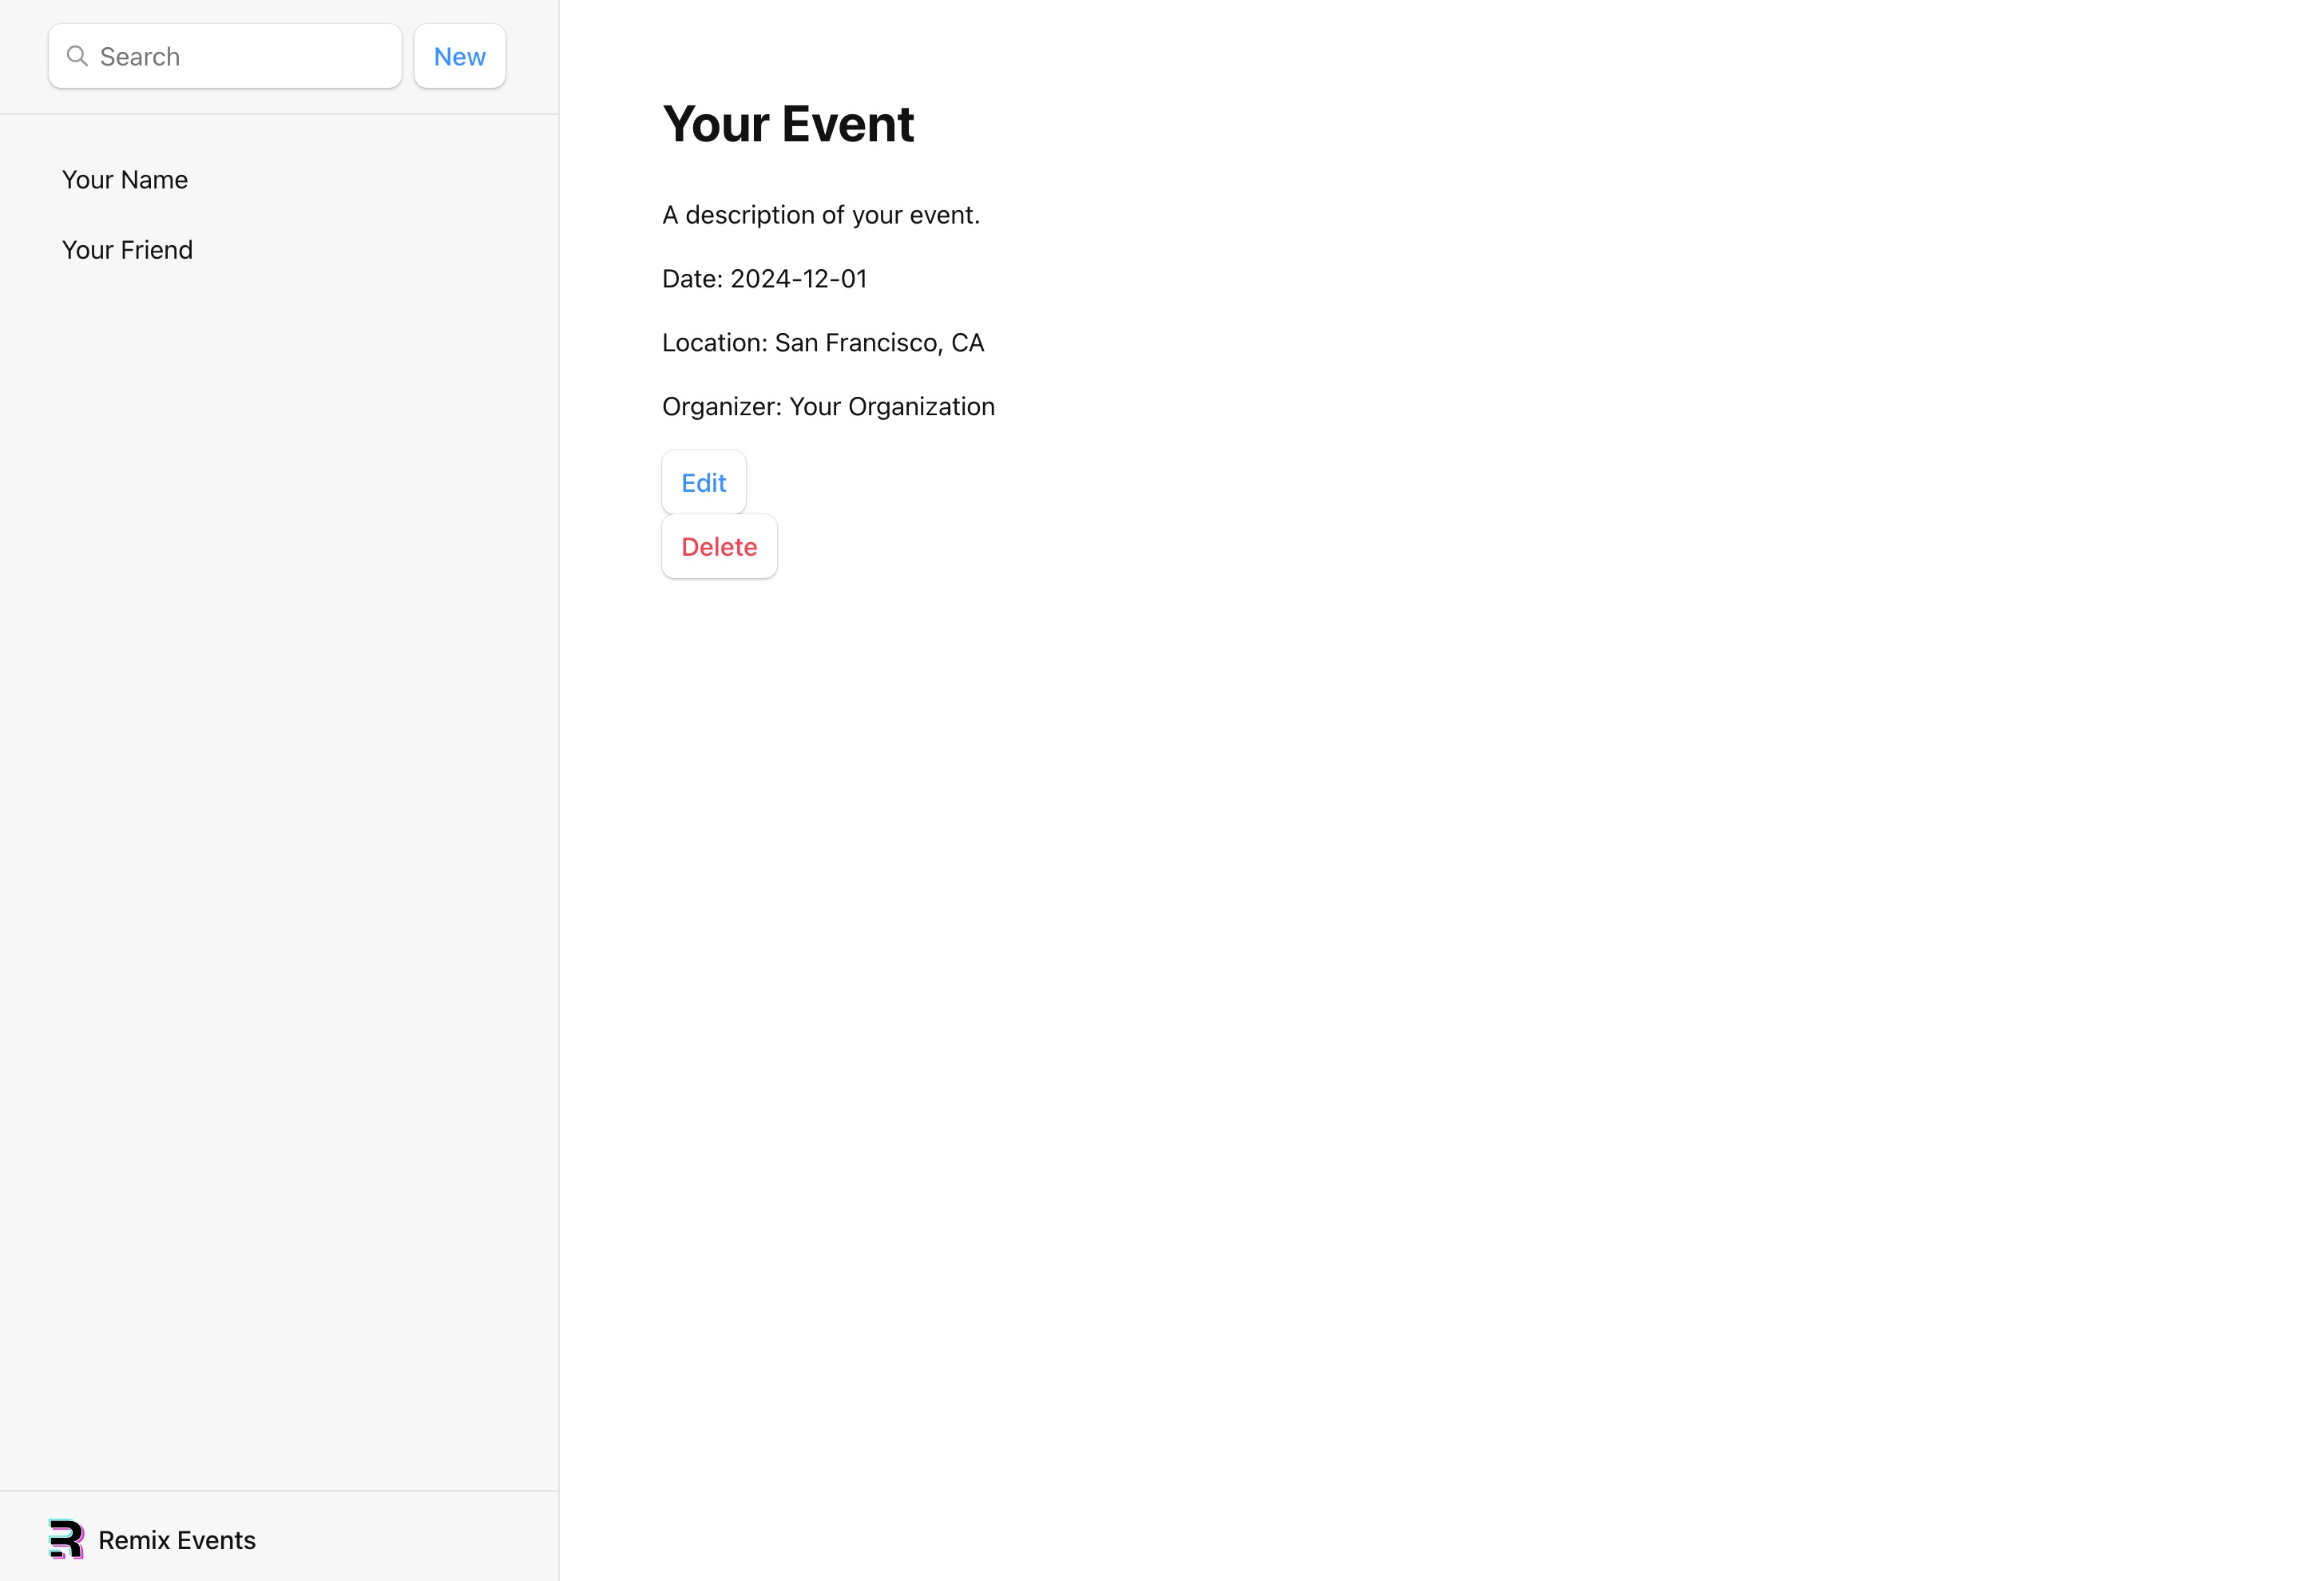 Search
New
Your Name
Your Friend
Remix Events
Your Event
A description of your event.
Date: 2024-12-01
Location: San Francisco, CA
Organizer: Your Organization
Edit
Delete